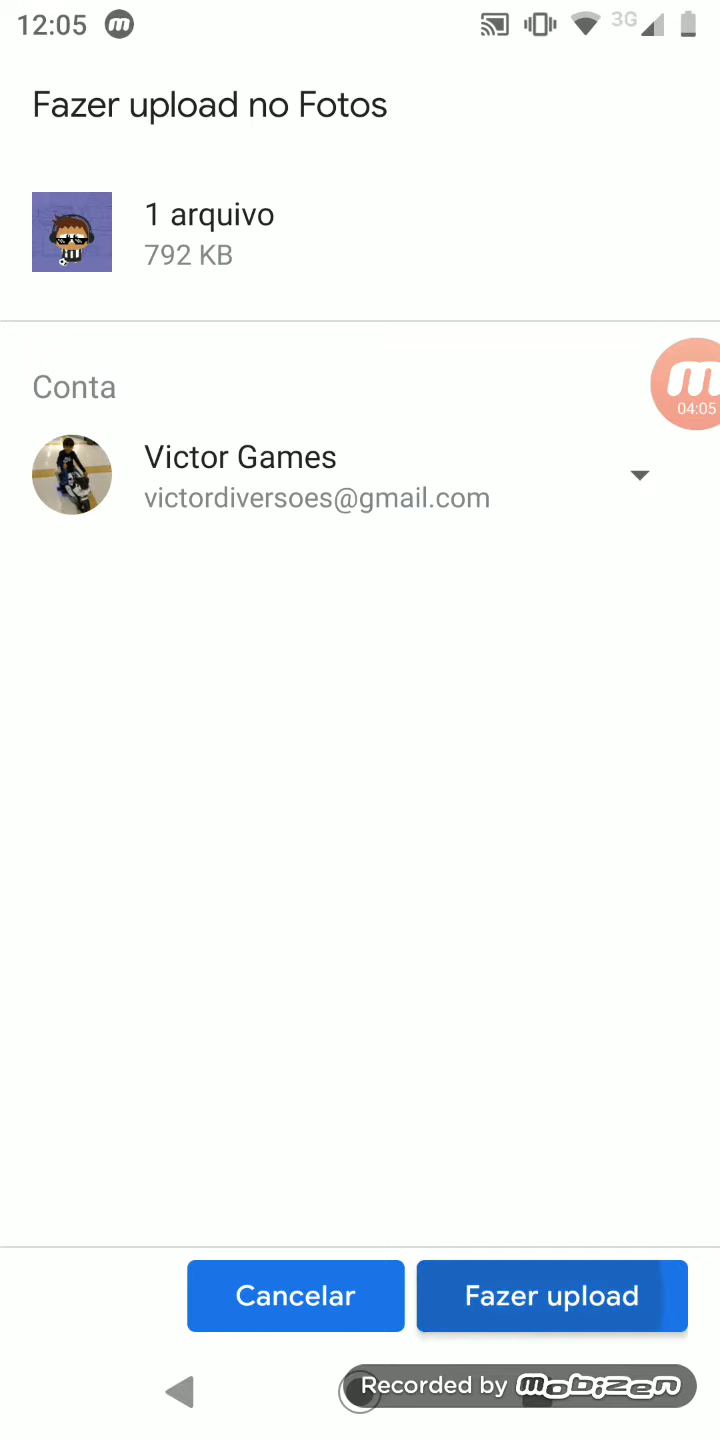 12:05 m 3G
Fazer upload no Fotos
1 arquivo
792 KB
Conta
m
04:05
Victor Games
victordiversoes@gmail.com
Cancelar Fazer upload
Recorded by mobizen